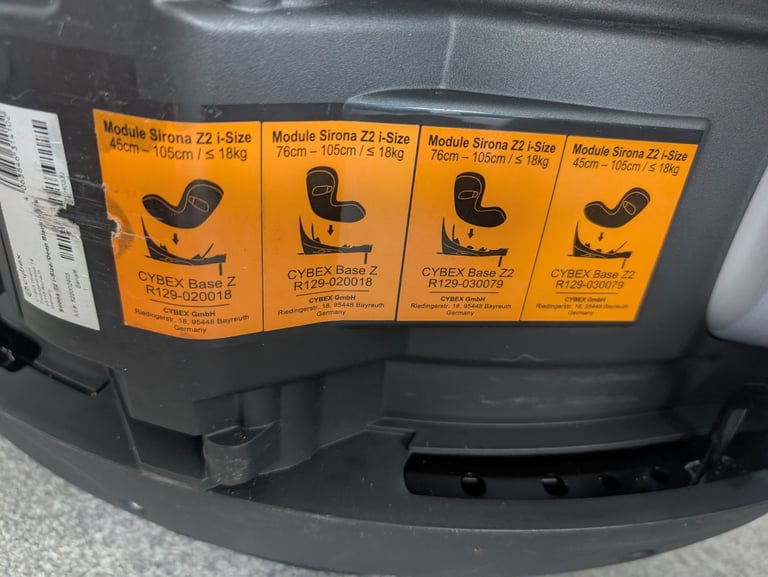 cybex
Module Sirona Z2 i-Size
45cm – 105cm / ≤ 18kg
CYBEX Base Z
R129-020018
CYBEX GmbH
Riedingerstr. 18, 95448 Bayreuth
Germany
Module Sirona Z2 i-Size
76cm – 105cm / ≤ 18kg
CYBEX Base Z
R129-020018
CYBEX GmbH
Riedingerstr. 18, 95448 Bayreuth
Germany
Module Sirona Z2 i-Size
76cm – 105cm / ≤ 18kg
CYBEX Base Z2
R129-030079
CYBEX GmbH
Riedingerstr. 18, 95448 Bayreuth
Germany
Module Sirona Z2 i-Size
45cm – 105cm / ≤ 18kg
CYBEX Base Z2
R129-030079
CYBEX GmbH
Riedingerstr. 18, 95448 Bayreuth
Germany